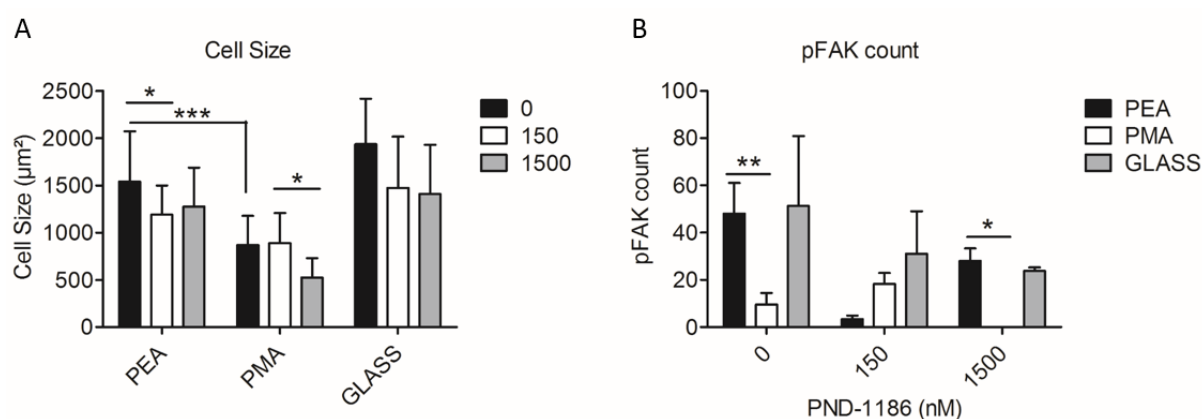 A
Cell Size
Cell Size (µm²)
2500
2000
1500
1000
500
0
*
***
*
0
150
1500
PEA
PMA
GLASS
B
pFAK count
pFAK count
100
80
60
40
20
0
**
*
PEA
PMA
GLASS
0
150
1500
PND-1186 (nM)